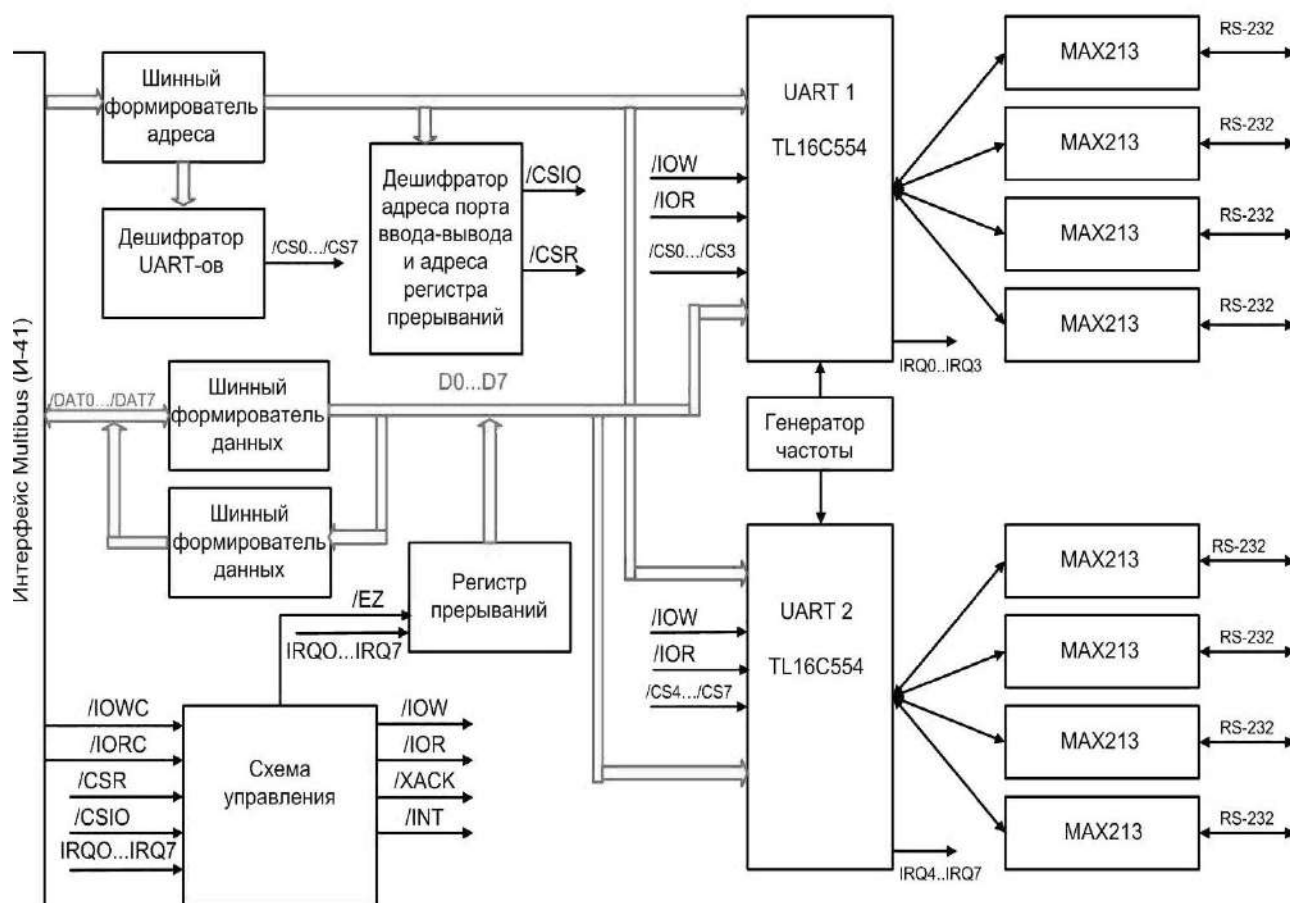 Интерфейс Multibus (И-41)
Шинный
формирователь
адреса
Дешифратор
UART-ов
/CS0.../CS7
Дешифратор
адреса порта
ввода-вывода
и адреса
регистра
прерываний
/CSIO
/CSR
/DAT0.../DAT7
Шинный
формирователь
данных
D0...D7
Шинный
формирователь
данных
Регистр
прерываний
/EZ
IRQO...IRQ7
/IOWC
/IORC
/CSR
/CSIO
IRQO...IRQ7
Схема
управления
/IOW
/IOR
/XACK
/INT
/IOW
/IOR
/CS0.../CS3
UART 1
TL16C554
IRQ0..IRQ3
Генератор
частоты
/IOW
/IOR
/CS4.../CS7
UART 2
TL16C554
IRQ4..IRQ7
MAX213
RS-232
MAX213
RS-232
MAX213
RS-232
MAX213
RS-232
MAX213
RS-232
MAX213
RS-232
MAX213
RS-232
MAX213
RS-232